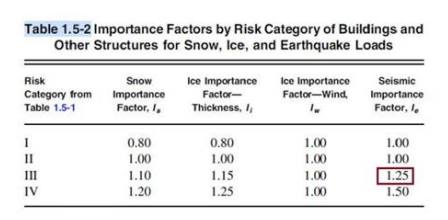 Table 1.5-2 Importance Factors by Risk Category of Buildings and
Other Structures for Snow, Ice, and Earthquake Loads
Risk Snow Ice Importance Ice Importance Seismic
Category from Importance Factor— Factor—Wind, Importance
Table 1.5-1 Factor, Iₛ Thickness, Iᵢ I𝓌 Factor, Iₑ
I 0.80 0.80 1.00 1.00
II 1.00 1.00 1.00 1.00
III 1.10 1.15 1.00 1.25
IV 1.20 1.25 1.00 1.50